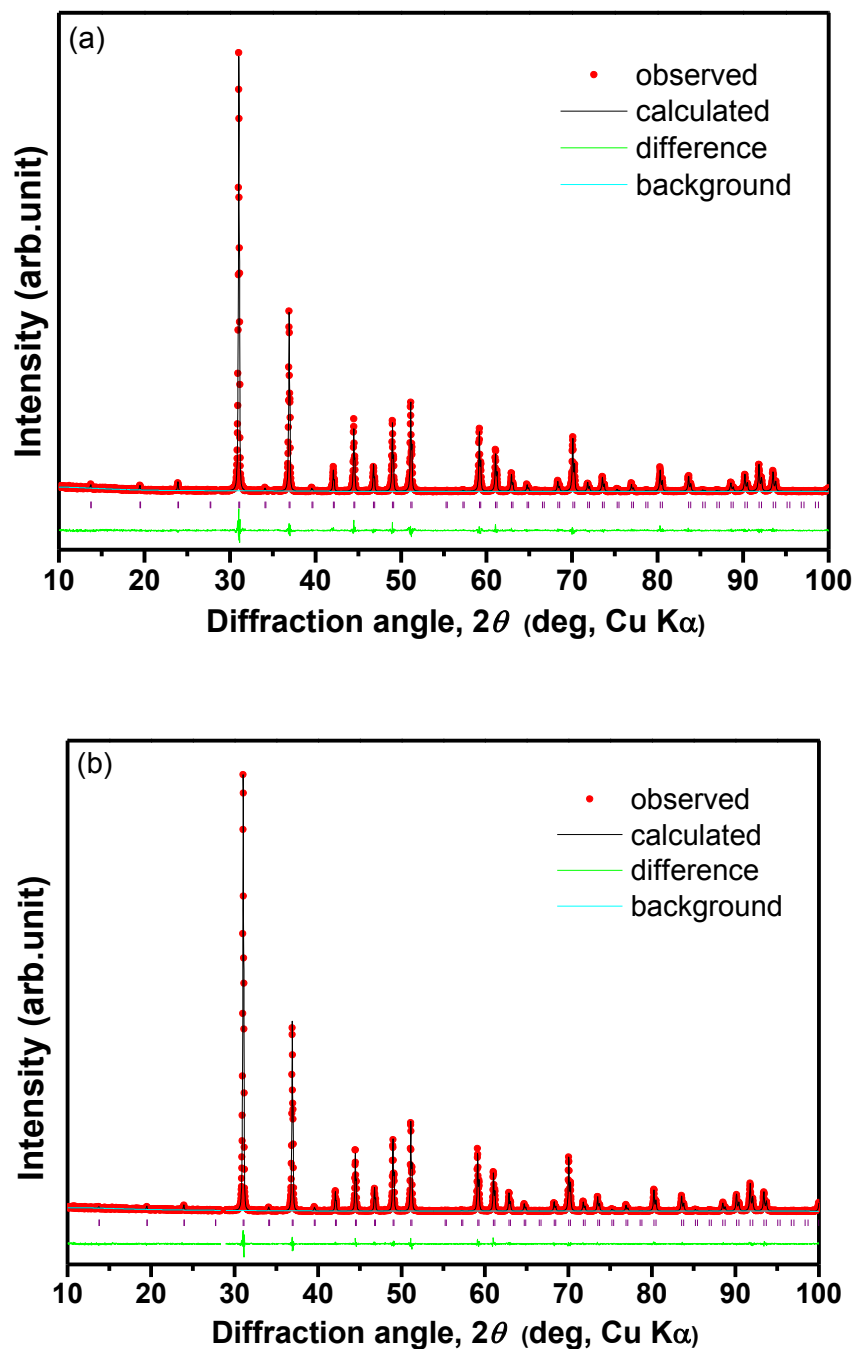 (a)
observed
calculated
difference
background
Intensity (arb.unit)
10 20 30 40 50 60 70 80 90 100
Diffraction angle, 2θ (deg, Cu Kα)
(b)
observed
calculated
difference
background
Intensity (arb.unit)
10 20 30 40 50 60 70 80 90 100
Diffraction angle, 2θ (deg, Cu Kα)